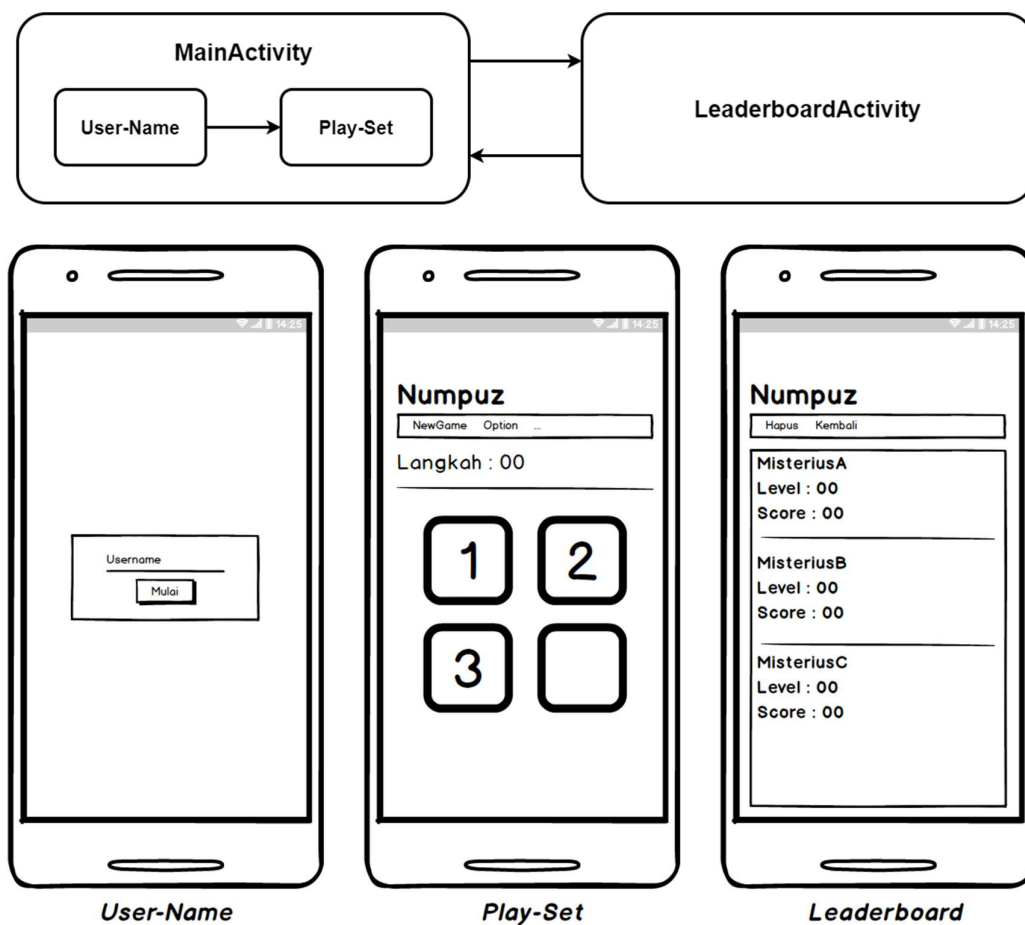 MainActivity
User-Name
Play-Set
LeaderboardActivity
14:25
Username
Mulai
User-Name
14:25
Numpuz
NewGame Option ...
Langkah : 00
1 2
3
Play-Set
14:25
Numpuz
Hapus Kembali
MisteriusA
Level : 00
Score : 00
MisteriusB
Level : 00
Score : 00
MisteriusC
Level : 00
Score : 00
Leaderboard